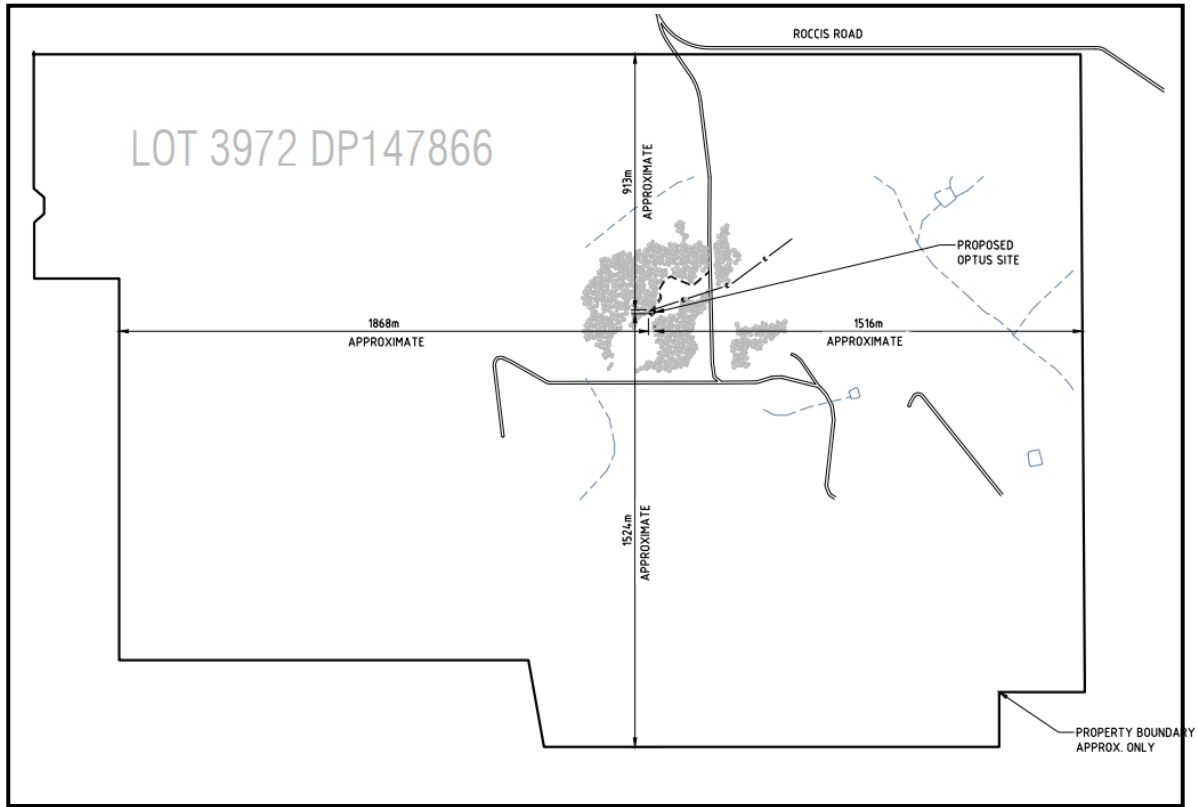 ROCCIS ROAD
LOT 3972 DP147866
913m
APPROXIMATE
PROPOSED
OPTUS SITE
1868m
APPROXIMATE
1516m
APPROXIMATE
1524m
APPROXIMATE
PROPERTY BOUNDARY
APPROX. ONLY